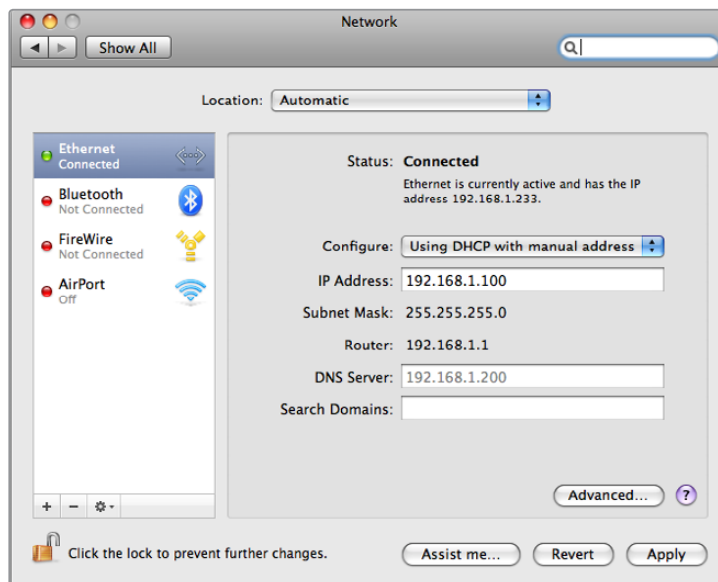 Network
Show All
Location: Automatic
Ethernet
Connected
Bluetooth
Not Connected
FireWire
Not Connected
AirPort
Off
Status: Connected
Ethernet is currently active and has the IP
address 192.168.1.233.
Configure: Using DHCP with manual address
IP Address: 192.168.1.100
Subnet Mask: 255.255.255.0
Router: 192.168.1.1
DNS Server: 192.168.1.200
Search Domains:
Advanced... ?
Click the lock to prevent further changes.
Assist me... Revert Apply